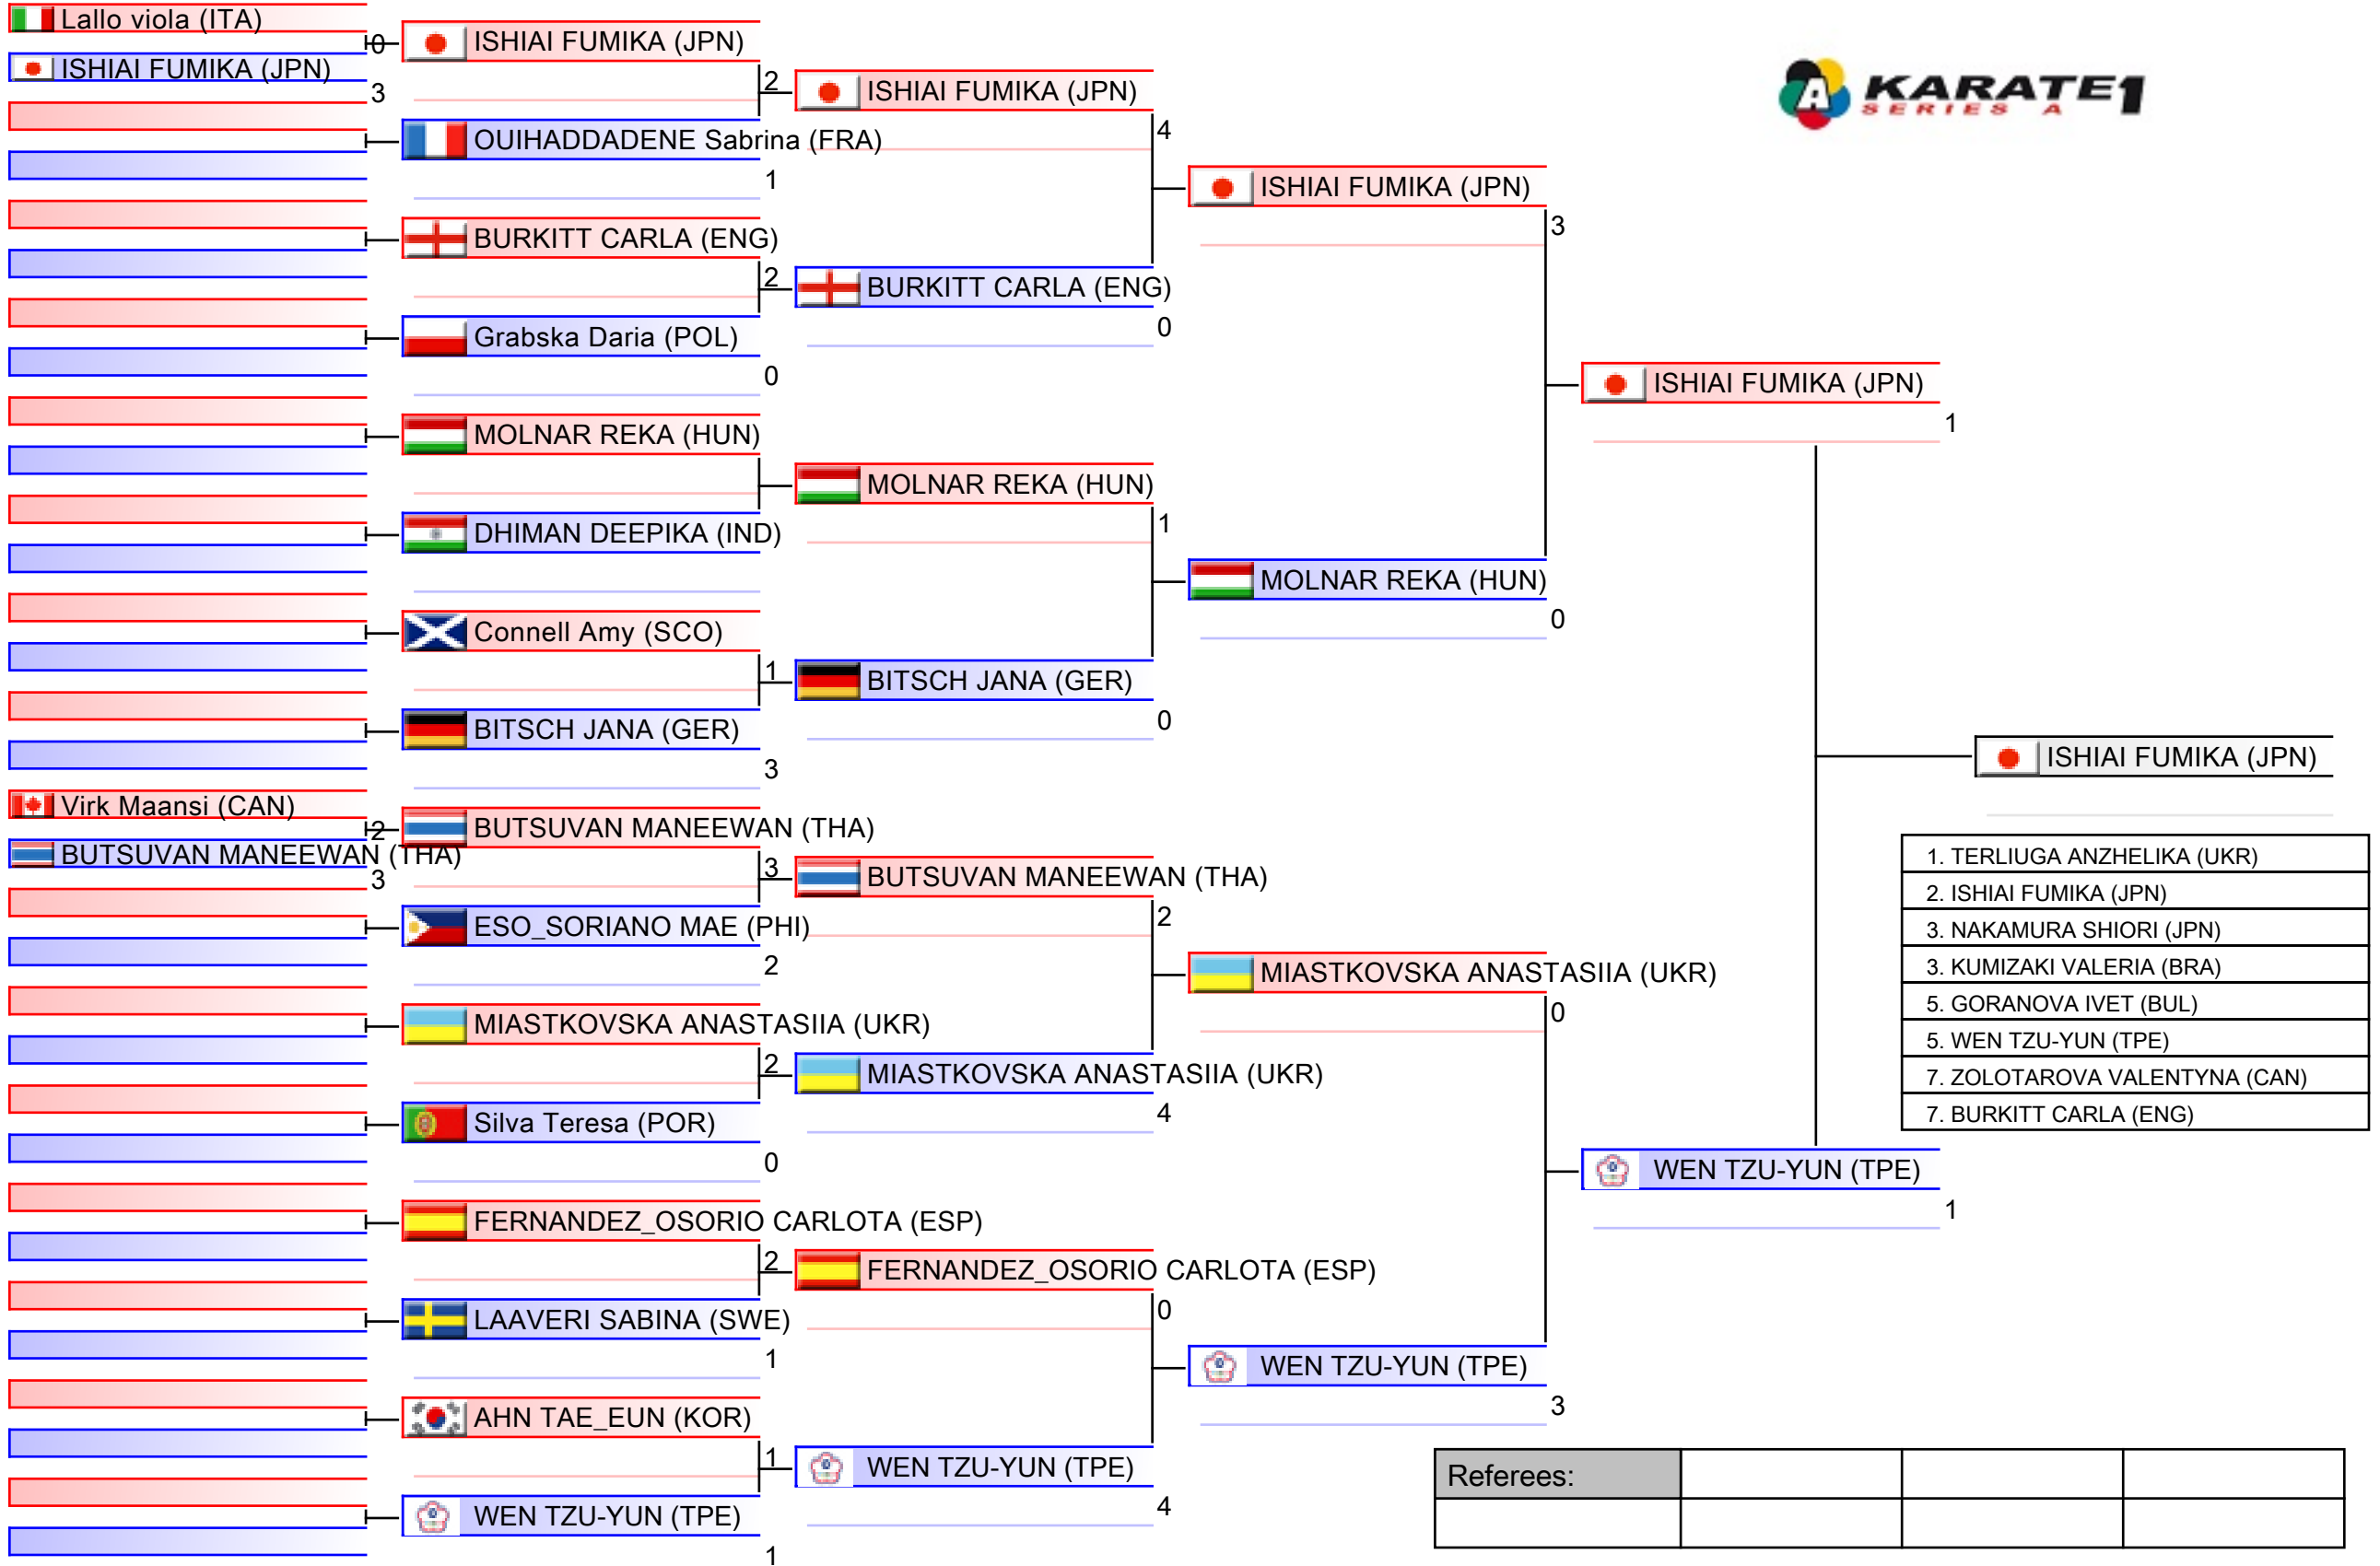 Lallo viola (ITA)
0
ISHIAI FUMIKA (JPN)
3
Virk Maansi (CAN)
2
BUTSUVAN MANEEWAN (THA)
3
ISHIAI FUMIKA (JPN)
2
OUIHADDADENE Sabrina (FRA)
1
BURKITT CARLA (ENG)
2
Grabska Daria (POL)
0
MOLNAR REKA (HUN)
DHIMAN DEEPIKA (IND)
Connell Amy (SCO)
1
BITSCH JANA (GER)
3
BUTSUVAN MANEEWAN (THA)
3
ESO_SORIANO MAE (PHI)
2
MIASTKOVSKA ANASTASIIA (UKR)
2
Silva Teresa (POR)
0
FERNANDEZ_OSORIO CARLOTA (ESP)
2
LAAVERI SABINA (SWE)
1
AHN TAE_EUN (KOR)
1
WEN TZU-YUN (TPE)
1
ISHIAI FUMIKA (JPN)
4
BURKITT CARLA (ENG)
0
MOLNAR REKA (HUN)
1
BITSCH JANA (GER)
0
BUTSUVAN MANEEWAN (THA)
2
MIASTKOVSKA ANASTASIIA (UKR)
4
FERNANDEZ_OSORIO CARLOTA (ESP)
0
WEN TZU-YUN (TPE)
4
ISHIAI FUMIKA (JPN)
3
MOLNAR REKA (HUN)
0
MIASTKOVSKA ANASTASIIA (UKR)
0
WEN TZU-YUN (TPE)
3
ISHIAI FUMIKA (JPN)
1
WEN TZU-YUN (TPE)
1
ISHIAI FUMIKA (JPN)
A KARATE1
SERIES A
1. TERLIUGA ANZHELIKA (UKR)
2. ISHIAI FUMIKA (JPN)
3. NAKAMURA SHIORI (JPN)
3. KUMIZAKI VALERIA (BRA)
5. GORANOVA IVET (BUL)
5. WEN TZU-YUN (TPE)
7. ZOLOTAROVA VALENTYNA (CAN)
7. BURKITT CARLA (ENG)
Referees: